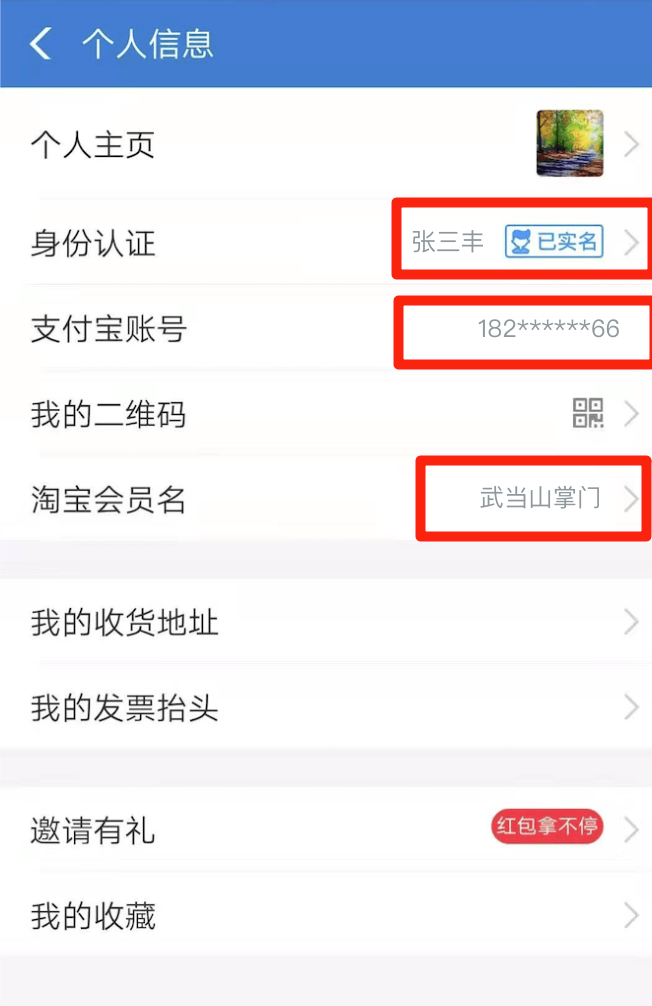 个人信息
个人主页
身份认证 张三丰 已实名
支付宝账号 182******66
我的二维码
淘宝会员名 武当山掌门
我的收货地址
我的发票抬头
邀请有礼 红包拿不停
我的收藏